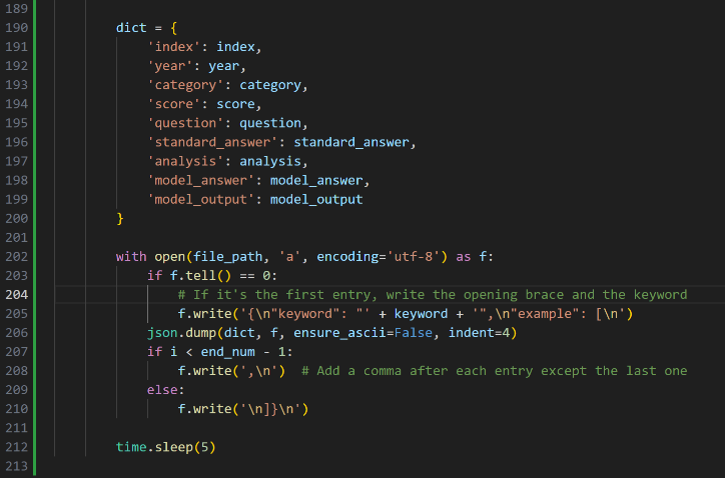 189
190 dict = {
191 'index': index,
192 'year': year,
193 'category': category,
194 'score': score,
195 'question': question,
196 'standard_answer': standard_answer,
197 'analysis': analysis,
198 'model_answer': model_answer,
199 'model_output': model_output
200 }
201
202 with open(file_path, 'a', encoding='utf-8') as f:
203 if f.tell() == 0:
204 # If it's the first entry, write the opening brace and the keyword
205 f.write('{\n"keyword": "' + keyword + '",\n"example": [\n')
206 json.dump(dict, f, ensure_ascii=False, indent=4)
207 if i < end_num - 1:
208 f.write(',\n')  # Add a comma after each entry except the last one
209 else:
210 f.write('\n]}\n')
211
212 time.sleep(5)
213